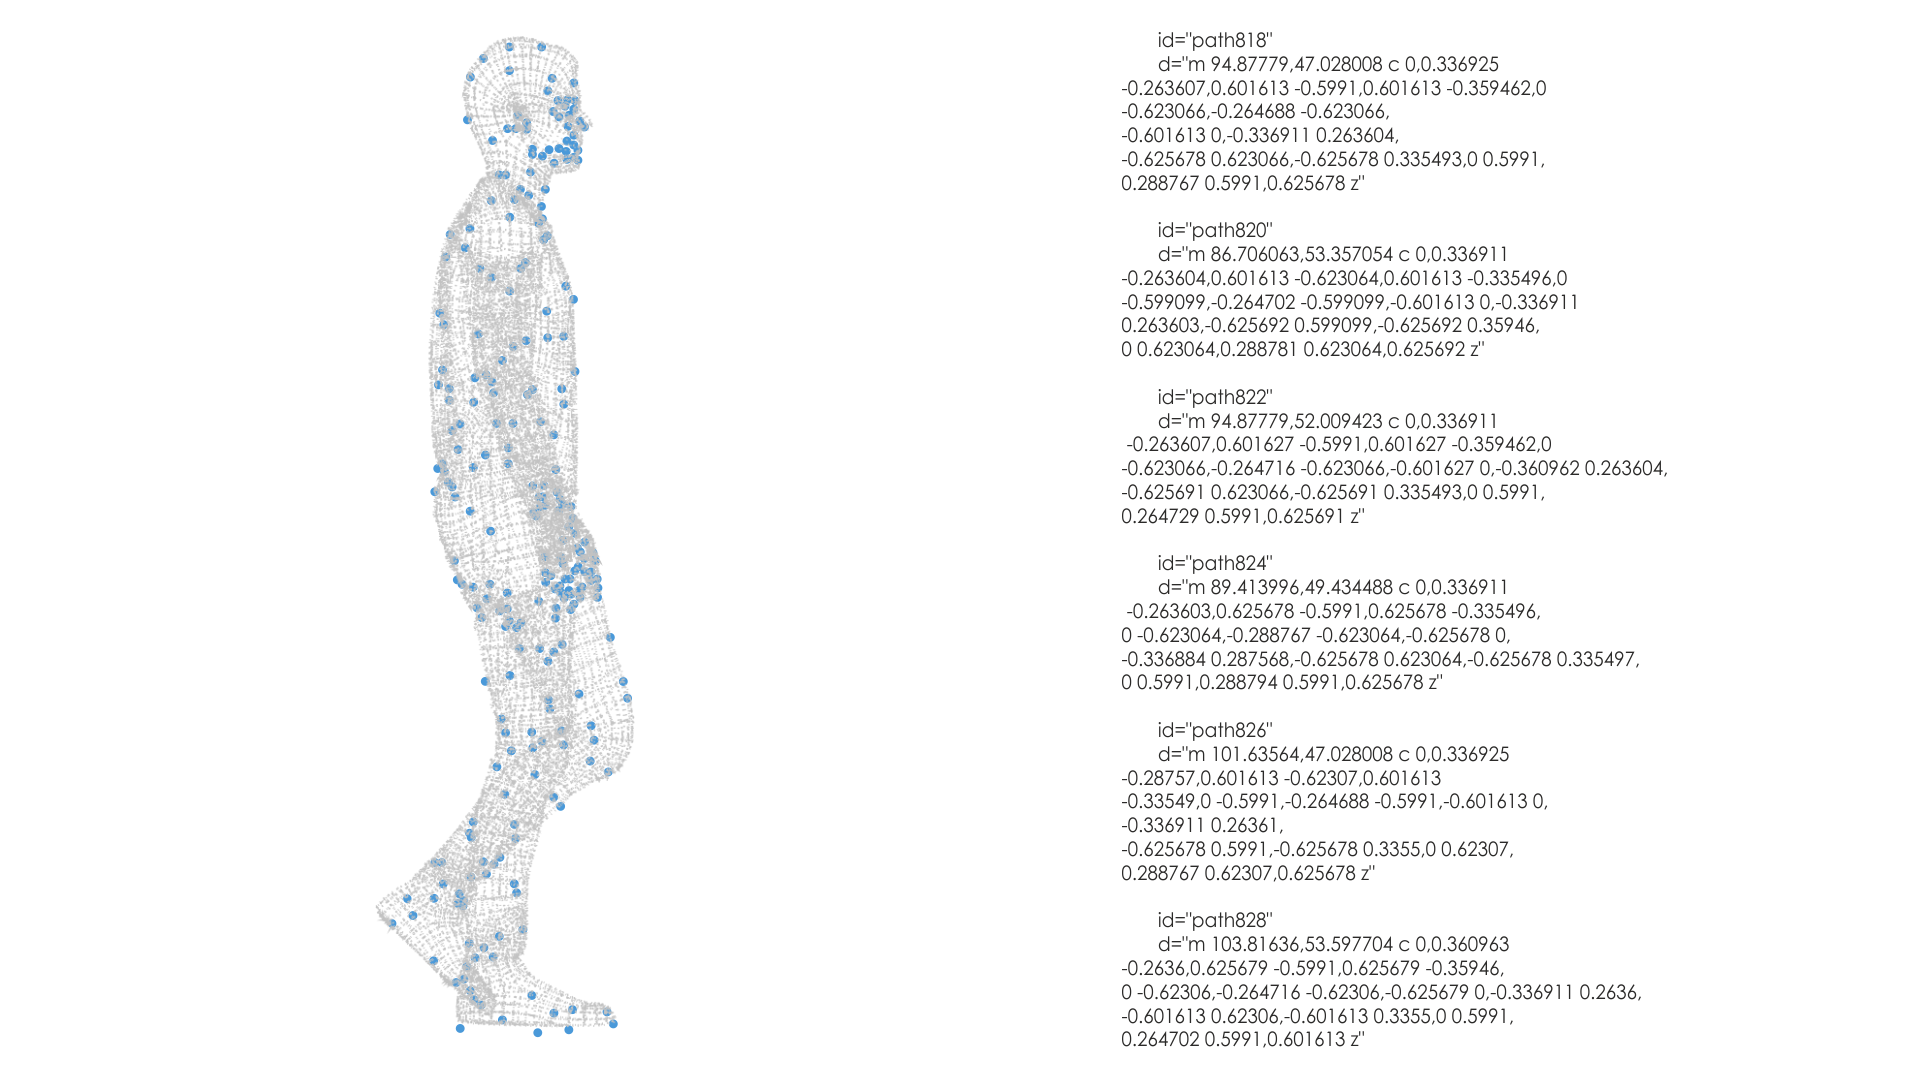 id="path818"
d="m 94.87779,47.028008 c 0,0.336925
-0.263607,0.601613 -0.5991,0.601613 -0.359462,0
-0.623066,-0.264688 -0.623066,
-0.601613 0,-0.336911 0.263604,
-0.625678 0.623066,-0.625678 0.335493,0 0.5991,
0.288767 0.5991,0.625678 z"
id="path820"
d="m 86.706063,53.357054 c 0,0.336911
-0.263604,0.601613 -0.623064,0.601613 -0.335496,0
-0.599099,-0.264702 -0.599099,-0.601613 0,-0.336911
0.263603,-0.625692 0.599099,-0.625692 0.35946,
0 0.623064,0.288781 0.623064,0.625692 z"
id="path822"
d="m 94.87779,52.009423 c 0,0.336911
-0.263607,0.601627 -0.5991,0.601627 -0.359462,0
-0.623066,-0.264716 -0.623066,-0.601627 0,-0.360962 0.263604,
-0.625691 0.623066,-0.625691 0.335493,0 0.5991,
0.264729 0.5991,0.625691 z"
id="path824"
d="m 89.413996,49.434488 c 0,0.336911
-0.263603,0.625678 -0.5991,0.625678 -0.335496,
0 -0.623064,-0.288767 -0.623064,-0.625678 0,
-0.336884 0.287568,-0.625678 0.623064,-0.625678 0.335497,
0 0.5991,0.288794 0.5991,0.625678 z"
id="path826"
d="m 101.63564,47.028008 c 0,0.336925
-0.28757,0.601613 -0.62307,0.601613
-0.33549,0 -0.5991,-0.264688 -0.5991,-0.601613 0,
-0.336911 0.26361,
-0.625678 0.5991,-0.625678 0.3355,0 0.62307,
0.288767 0.62307,0.625678 z"
id="path828"
d="m 103.81636,53.597704 c 0,0.360963
-0.2636,0.625679 -0.5991,0.625679 -0.35946,
0 -0.62306,-0.264716 -0.62306,-0.625679 0,-0.336911 0.2636,
-0.601613 0.62306,-0.601613 0.3355,0 0.5991,
0.264702 0.5991,0.601613 z"